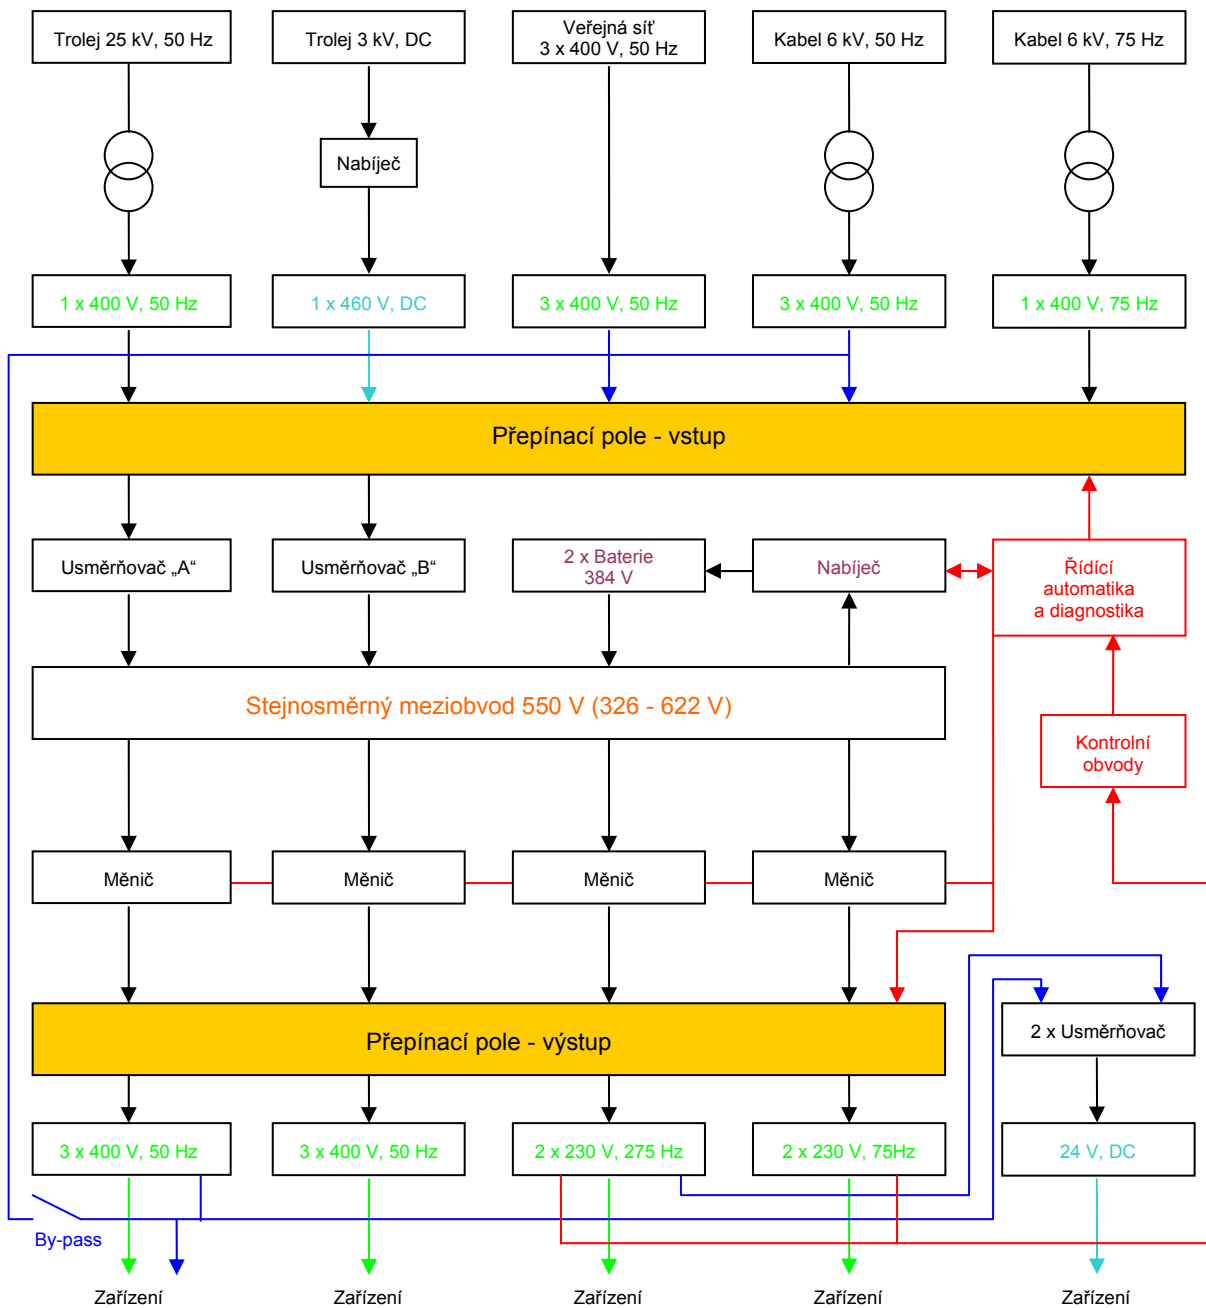 Trolej 25 kV, 50 Hz
Trolej 3 kV, DC
Veřejná síť
3 x 400 V, 50 Hz
Kabel 6 kV, 50 Hz
Kabel 6 kV, 75 Hz
Nabíječ
1 x 400 V, 50 Hz
1 x 460 V, DC
3 x 400 V, 50 Hz
3 x 400 V, 50 Hz
1 x 400 V, 75 Hz
Přepínací pole - vstup
Usměrňovač „A“
Usměrňovač „B“
2 x Baterie
384 V
Nabíječ
Řídící
automatika
a diagnostika
Stejnosměrný meziobvod 550 V (326 - 622 V)
Kontrolní
obvody
Měnič
Měnič
Měnič
Měnič
Přepínací pole - výstup
2 x Usměrňovač
3 x 400 V, 50 Hz
3 x 400 V, 50 Hz
2 x 230 V, 275 Hz
2 x 230 V, 75Hz
24 V, DC
By-pass
Zařízení
Zařízení
Zařízení
Zařízení
Zařízení